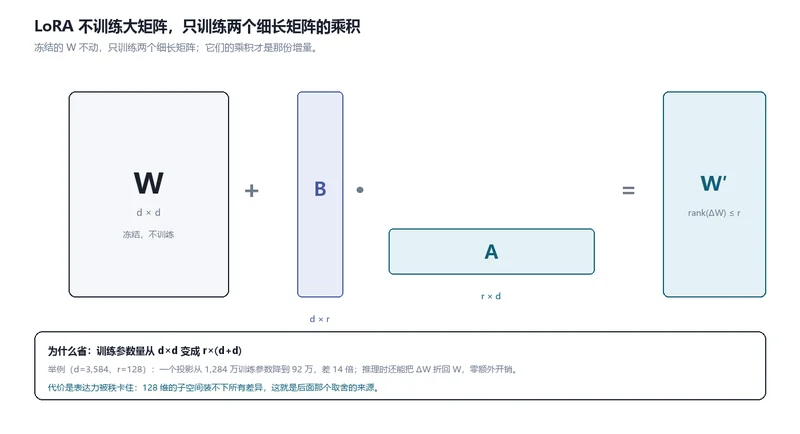 LoRA 不训练大矩阵，只训练两个细长矩阵的乘积
冻结的 W 不动，只训练两个细长矩阵；它们的乘积才是那份增量。
W
d × d
冻结，不训练
+
B
d × r
•
A
r × d
=
W′
rank(ΔW) ≤ r
为什么省：训练参数量从 d×d 变成 r×(d+d)
举例（d=3,584、r=128）：一个投影从 1,284 万训练参数降到 92 万，差 14 倍；推理时还能把 ΔW 折回 W，零额外开销。
代价是表达力被秩卡住：128 维的子空间装不下所有差异，这就是后面那个取舍的来源。